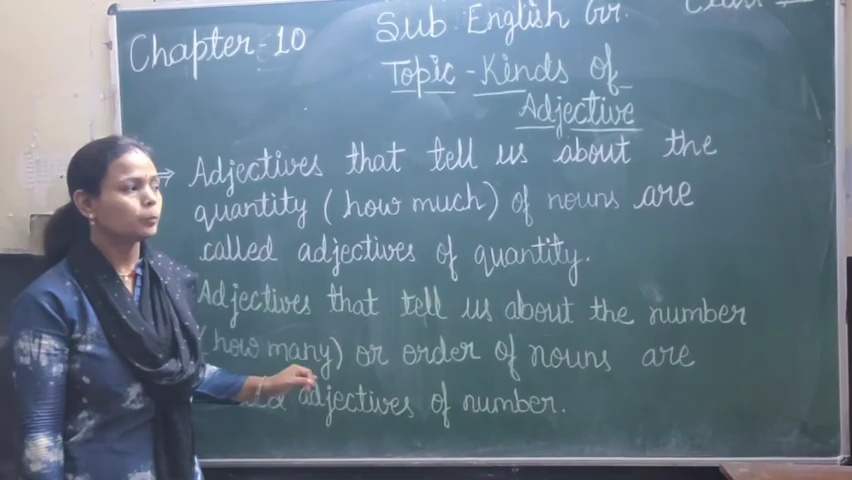 Chapter-10
Sub English Gr.
Class
Topic - Kinds of
Adjective
⇒ Adjectives that tell us about the
quantity (how much) of nouns are
called adjectives of quantity.
Adjectives that tell us about the number
(how many) or order of nouns are
adjectives of number.